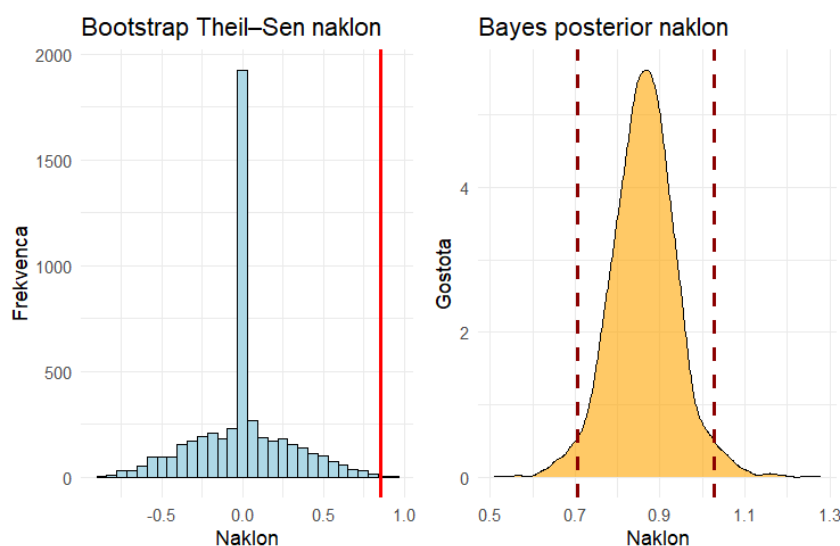 Bootstrap Theil–Sen naklon
Frekvenca
2000
1500
1000
500
0
-0.5
0.0
0.5
1.0
Naklon
Bayes posterior naklon
Gostota
4
2
0
0.5
0.7
0.9
1.1
1.3
Naklon